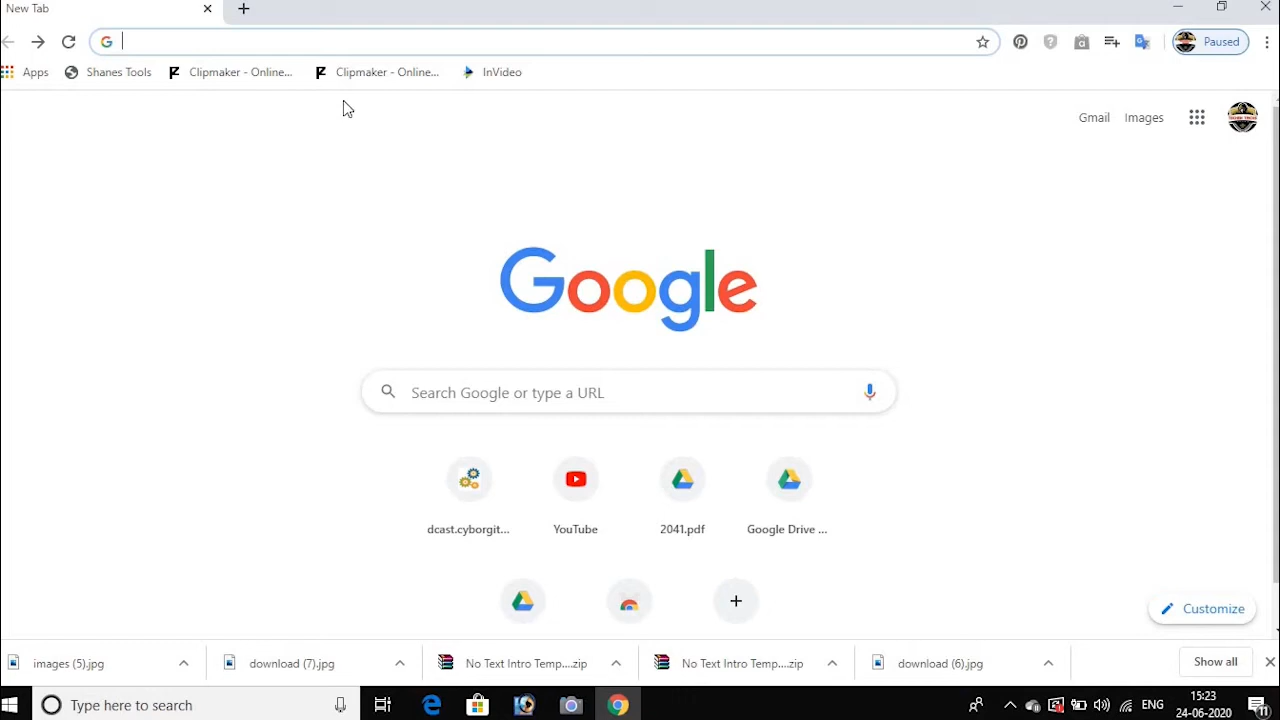 New Tab
Paused
Apps
Shanes Tools
Clipmaker - Online...
Clipmaker - Online...
InVideo
Gmail
Images
Google
Search Google or type a URL
dcast.cyborgit...
YouTube
2041.pdf
Google Drive ...
Customize
images (5).jpg
download (7).jpg
No Text Intro Temp....zip
No Text Intro Temp....zip
download (6).jpg
Show all
Type here to search
ENG
15:23
24-06-2020